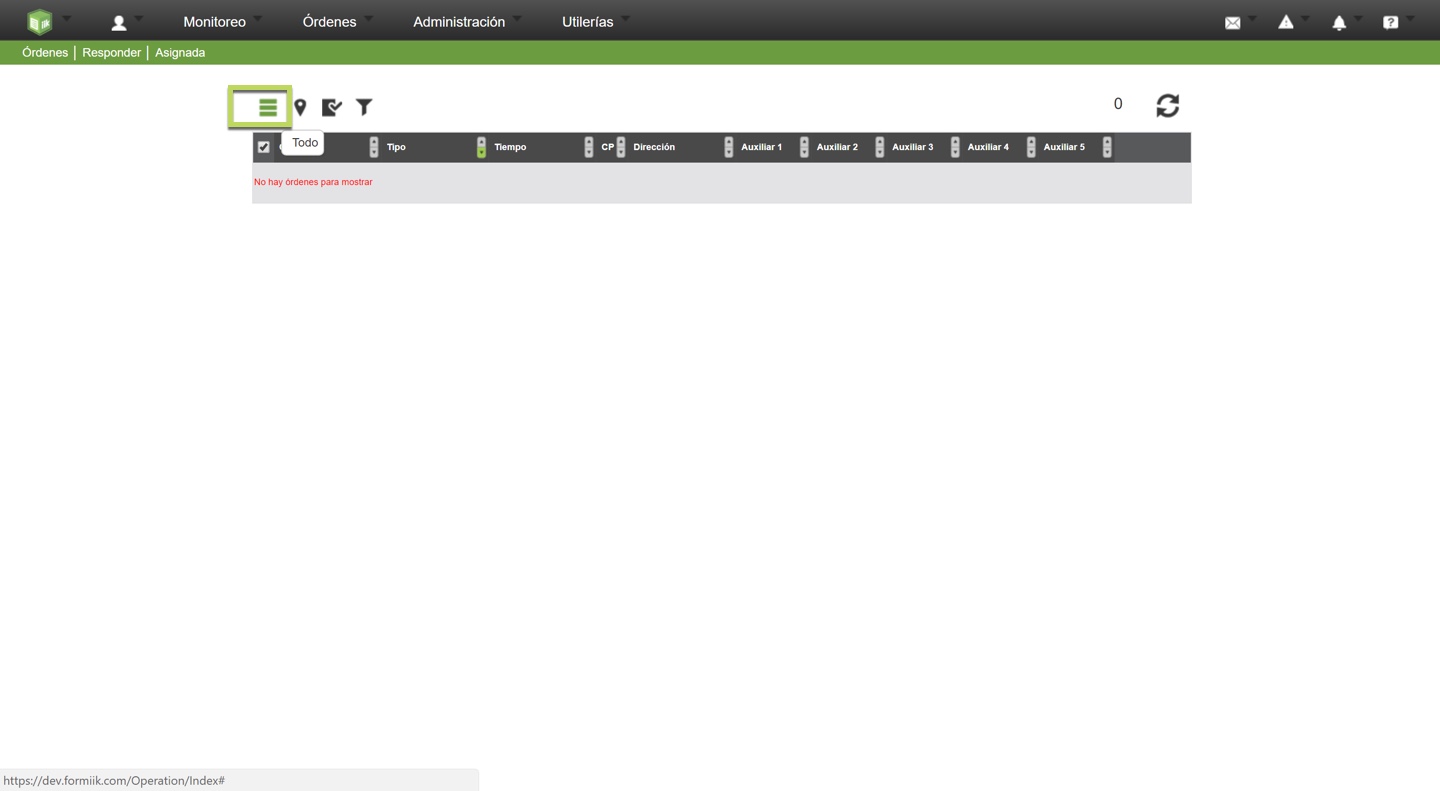 Monitoreo Órdenes Administración Utilerías
Órdenes | Responder | Asignada
0
Todo
Tipo Tiempo CP Dirección Auxiliar 1 Auxiliar 2 Auxiliar 3 Auxiliar 4 Auxiliar 5
No hay órdenes para mostrar
https://dev.formiik.com/Operation/Index#